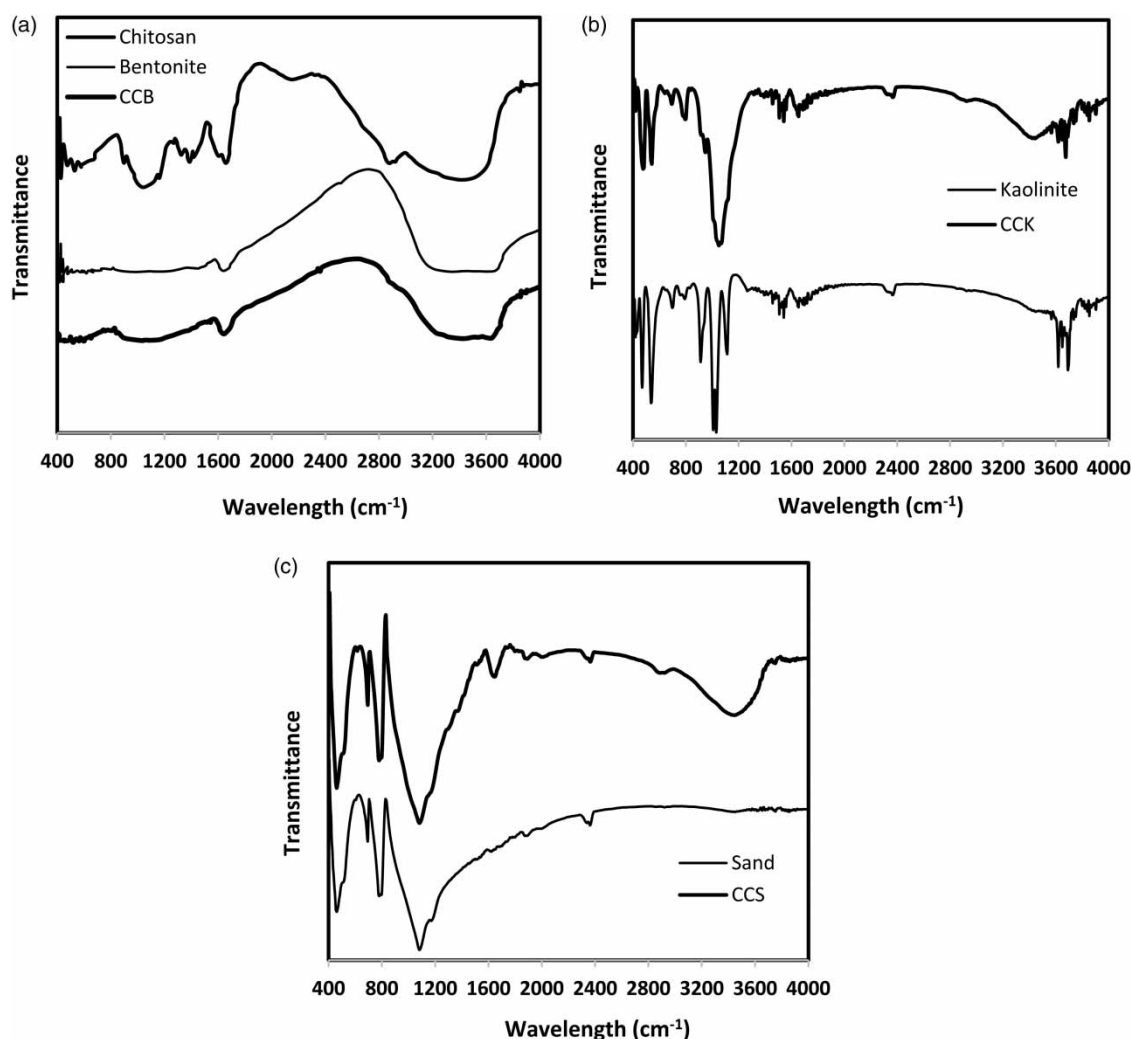 (a)
Chitosan
Bentonite
CCB
Transmittance
400 800 1200 1600 2000 2400 2800 3200 3600 4000
Wavelength (cm-1)
(b)
Kaolinite
CCK
Transmittance
400 800 1200 1600 2000 2400 2800 3200 3600 4000
Wavelength (cm-1)
(c)
Sand
CCS
Transmittance
400 800 1200 1600 2000 2400 2800 3200 3600 4000
Wavelength (cm-1)